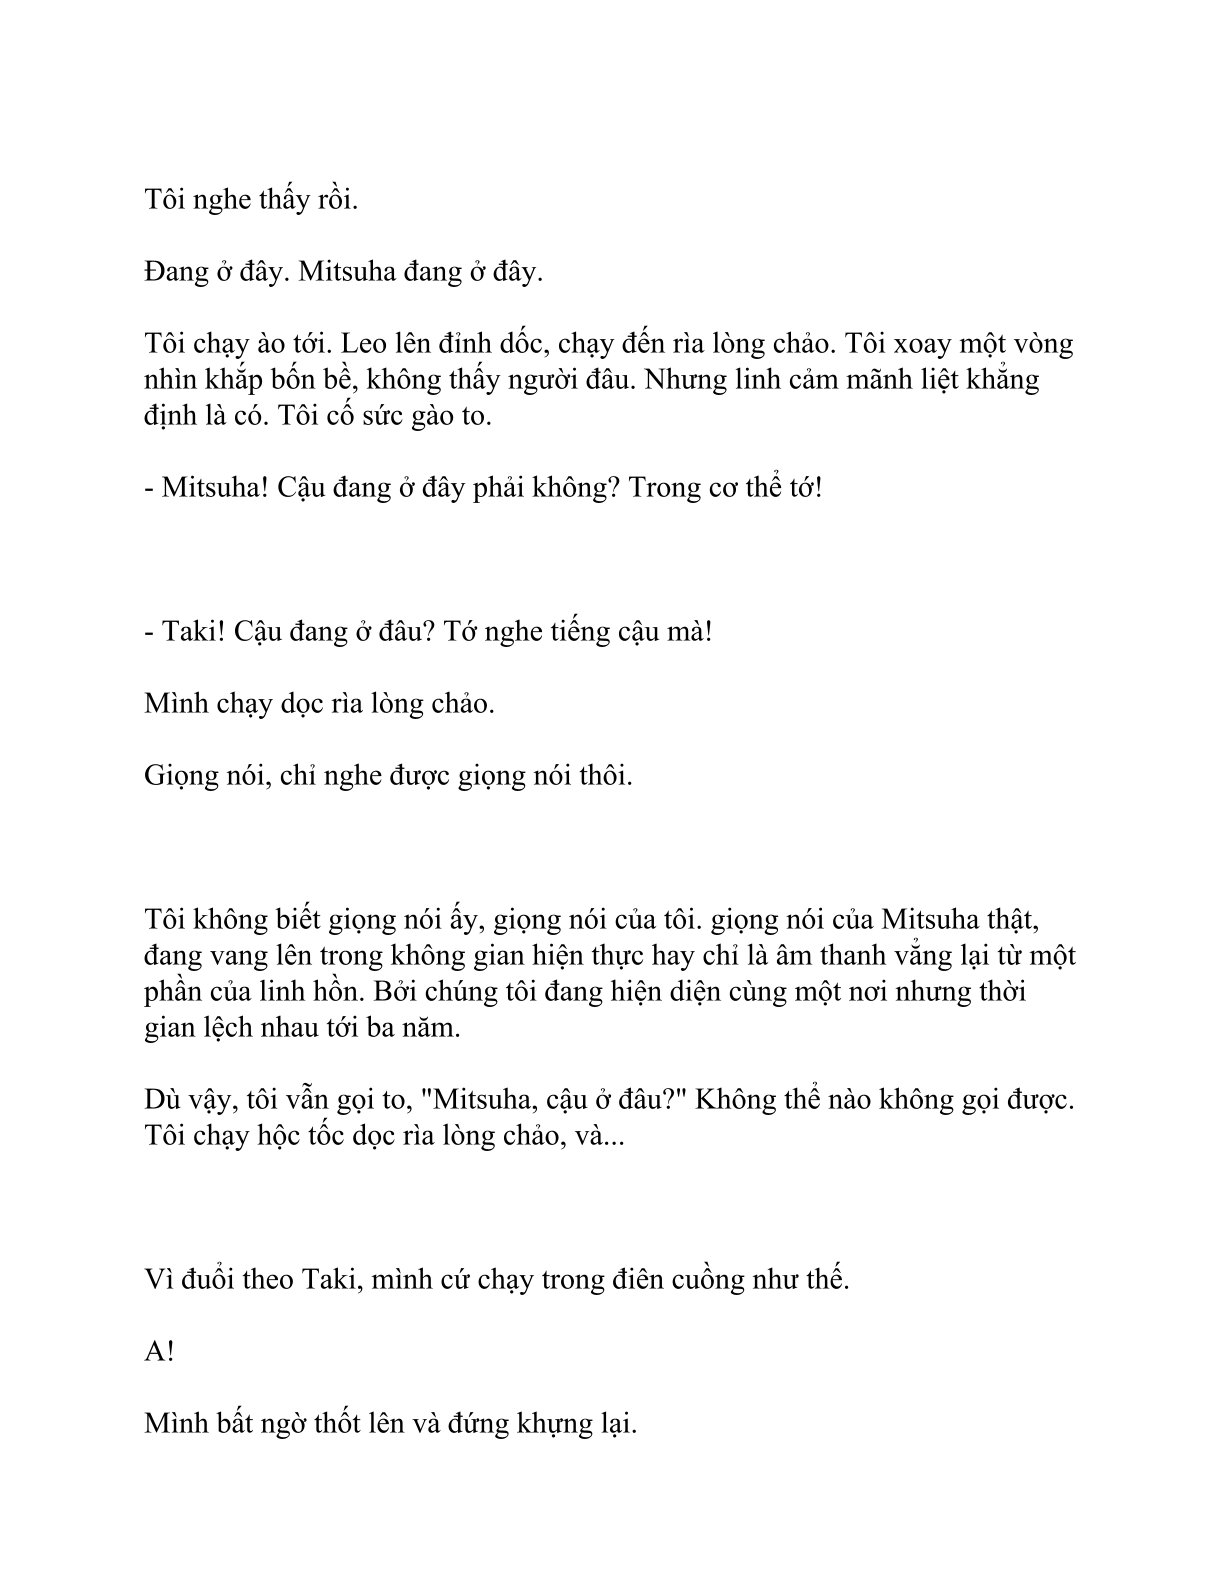 Tôi nghe thấy rồi.
Đang ở đây. Mitsuha đang ở đây.
Tôi chạy ào tới. Leo lên đỉnh dốc, chạy đến rìa lòng chảo. Tôi xoay một vòng
nhìn khắp bốn bề, không thấy người đâu. Nhưng linh cảm mãnh liệt khẳng
định là có. Tôi cố sức gào to.
- Mitsuha! Cậu đang ở đây phải không? Trong cơ thể tớ!
- Taki! Cậu đang ở đâu? Tớ nghe tiếng cậu mà!
Mình chạy dọc rìa lòng chảo.
Giọng nói, chỉ nghe được giọng nói thôi.
Tôi không biết giọng nói ấy, giọng nói của tôi. giọng nói của Mitsuha thật,
đang vang lên trong không gian hiện thực hay chỉ là âm thanh vẳng lại từ một
phần của linh hồn. Bởi chúng tôi đang hiện diện cùng một nơi nhưng thời
gian lệch nhau tới ba năm.
Dù vậy, tôi vẫn gọi to, "Mitsuha, cậu ở đâu?" Không thể nào không gọi được.
Tôi chạy hộc tốc dọc rìa lòng chảo, và...
Vì đuổi theo Taki, mình cứ chạy trong điên cuồng như thế.
A!
Mình bất ngờ thốt lên và đứng khựng lại.